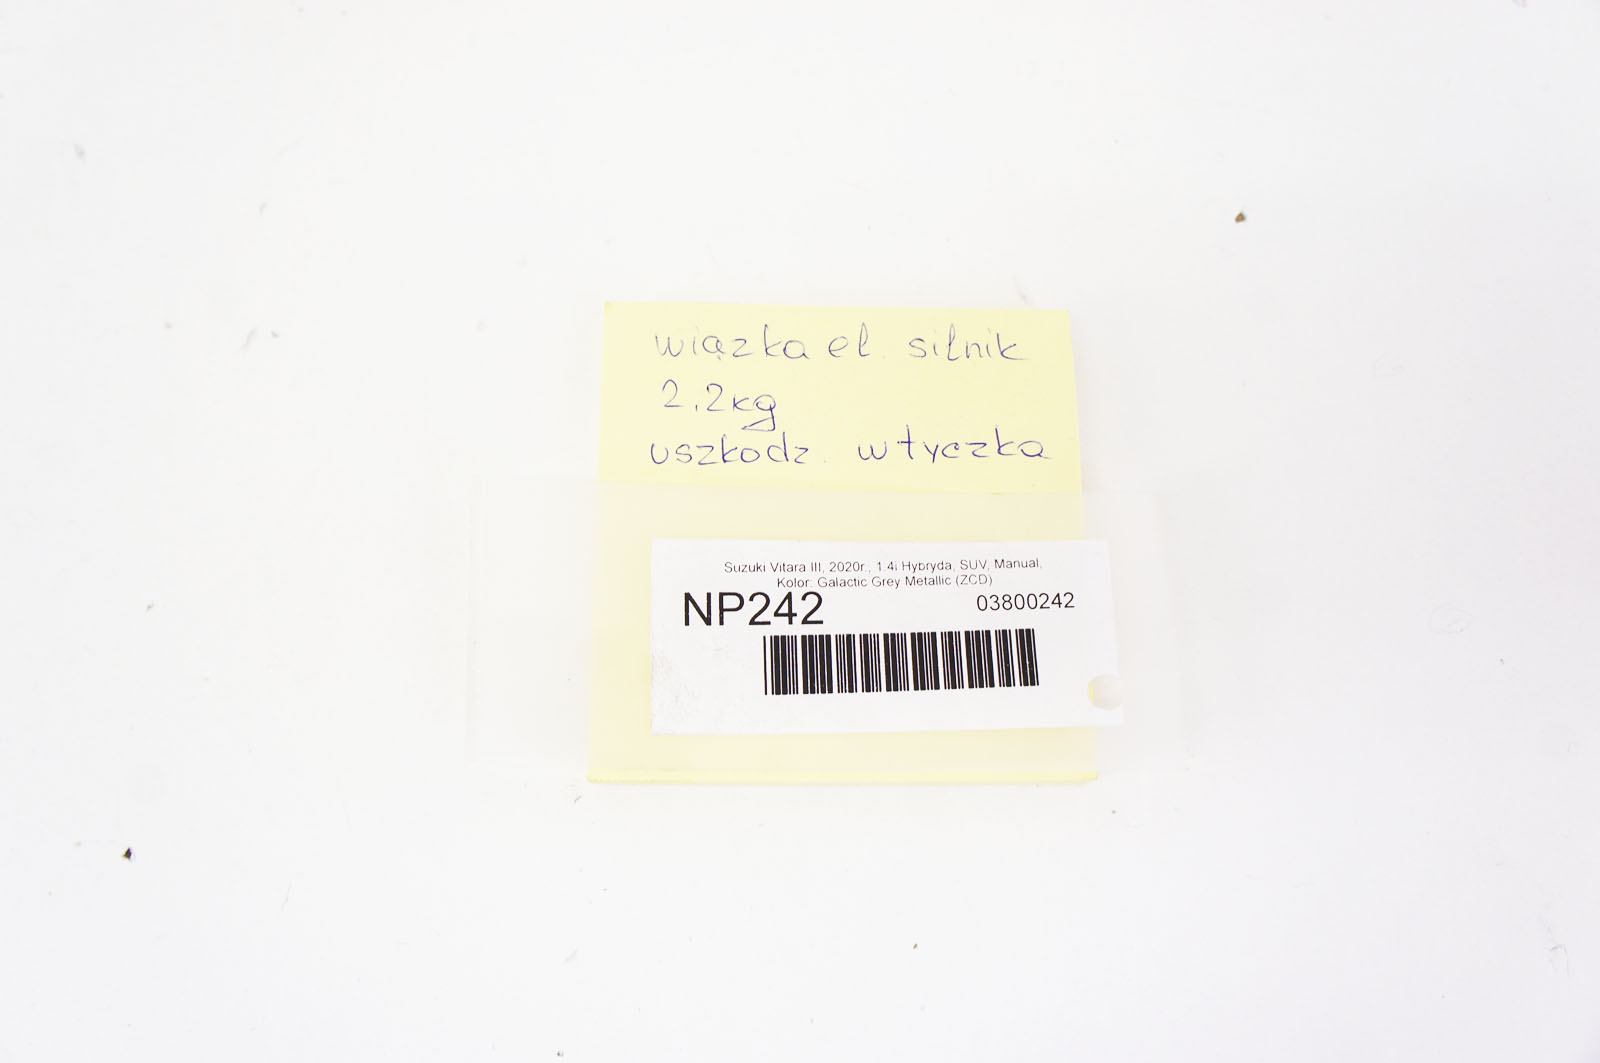 wiązka el. silnik
2.2kg
uszkodz. wtyczka
Suzuki Vitara III, 2020r., 1.4i Hybryda, SUV, Manual,
Kolor: Galactic Grey Metallic (ZCD)
NP242 03800242